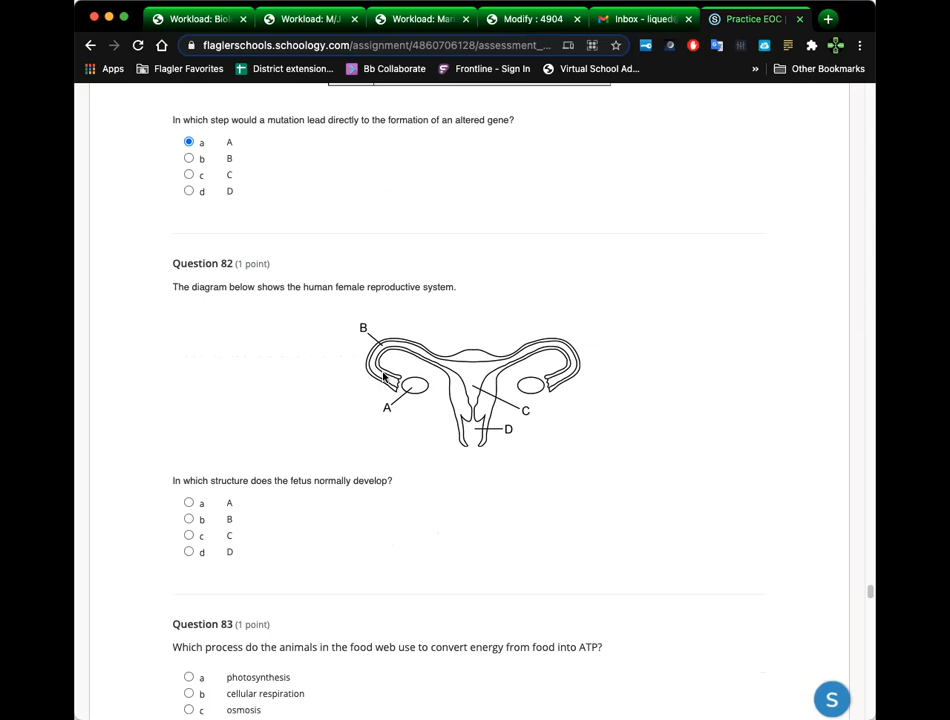 Workload: Biol
Workload: M/J
Workload: Mar
Modify : 4904
Inbox - liqued
Practice EOC |
flaglerschools.schoology.com/assignment/4860706128/assessment_...
Apps Flagler Favorites District extension... Bb Collaborate Frontline - Sign In Virtual School Ad... » Other Bookmarks
In which step would a mutation lead directly to the formation of an altered gene?
a A
b B
c C
d D
Question 82 (1 point)
The diagram below shows the human female reproductive system.
B
A
C
D
In which structure does the fetus normally develop?
a A
b B
c C
d D
Question 83 (1 point)
Which process do the animals in the food web use to convert energy from food into ATP?
a photosynthesis
b cellular respiration
c osmosis
S